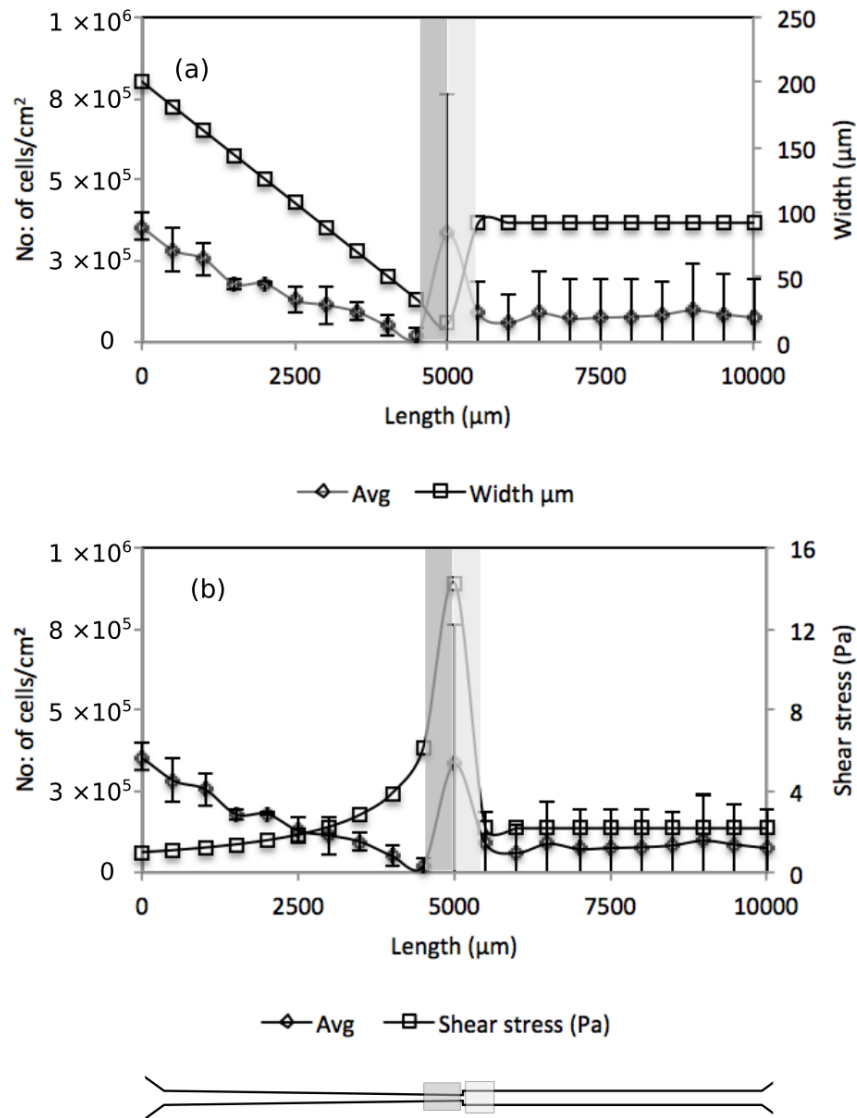 1 ×10⁶
8 ×10⁵
5 ×10⁵
3 ×10⁵
0
No: of cells/cm²
(a)
250
200
150
100
50
0
Width (µm)
0 2500 5000 7500 10000
Length (µm)
Avg Width µm
1 ×10⁶
8 ×10⁵
5 ×10⁵
3 ×10⁵
0
No: of cells/cm²
(b)
16
12
8
4
0
Shear stress (Pa)
0 2500 5000 7500 10000
Length (µm)
Avg Shear stress (Pa)